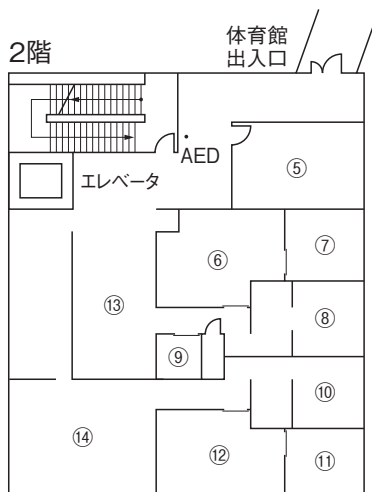 体育館
出入口
2階
AED
エレベータ
⑤
⑥
⑦
⑧
⑬
⑨
⑩
⑭
⑫
⑪